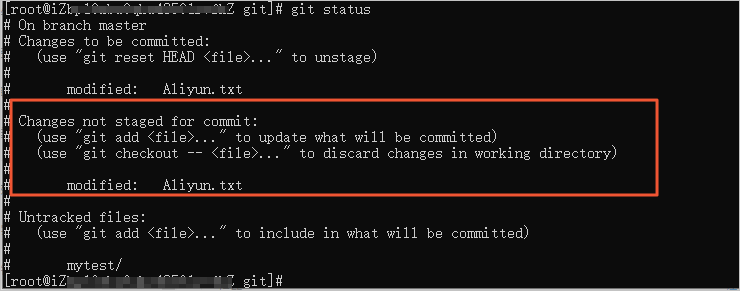 [root@iZ git]# git status
# On branch master
# Changes to be committed:
#   (use "git reset HEAD <file>..." to unstage)
#
#       modified:   Aliyun.txt
#
# Changes not staged for commit:
#   (use "git add <file>..." to update what will be committed)
#   (use "git checkout -- <file>..." to discard changes in working directory)
#
#       modified:   Aliyun.txt
#
# Untracked files:
#   (use "git add <file>..." to include in what will be committed)
#
#       mytest/
[root@iZ git]#